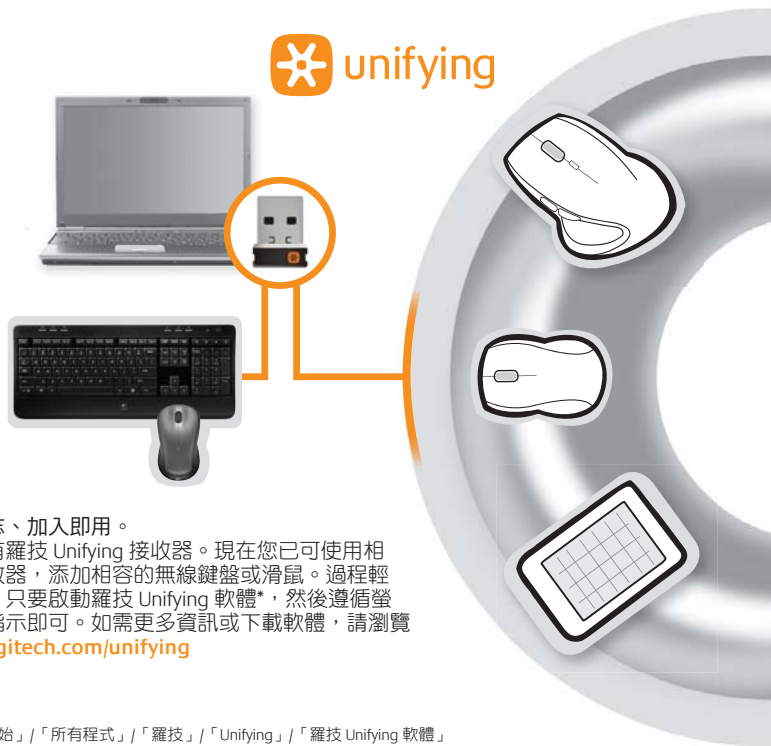 unifying
、加入即用。
羅技 Unifying 接收器。現在您已可使用相
器，添加相容的無線鍵盤或滑鼠。過程輕
只要啟動羅技 Unifying 軟體*，然後遵循螢
指示即可。如需更多資訊或下載軟體，請瀏覽
gitech.com/unifying
始」/「所有程式」/「羅技」/「Unifying」/「羅技 Unifying 軟體」